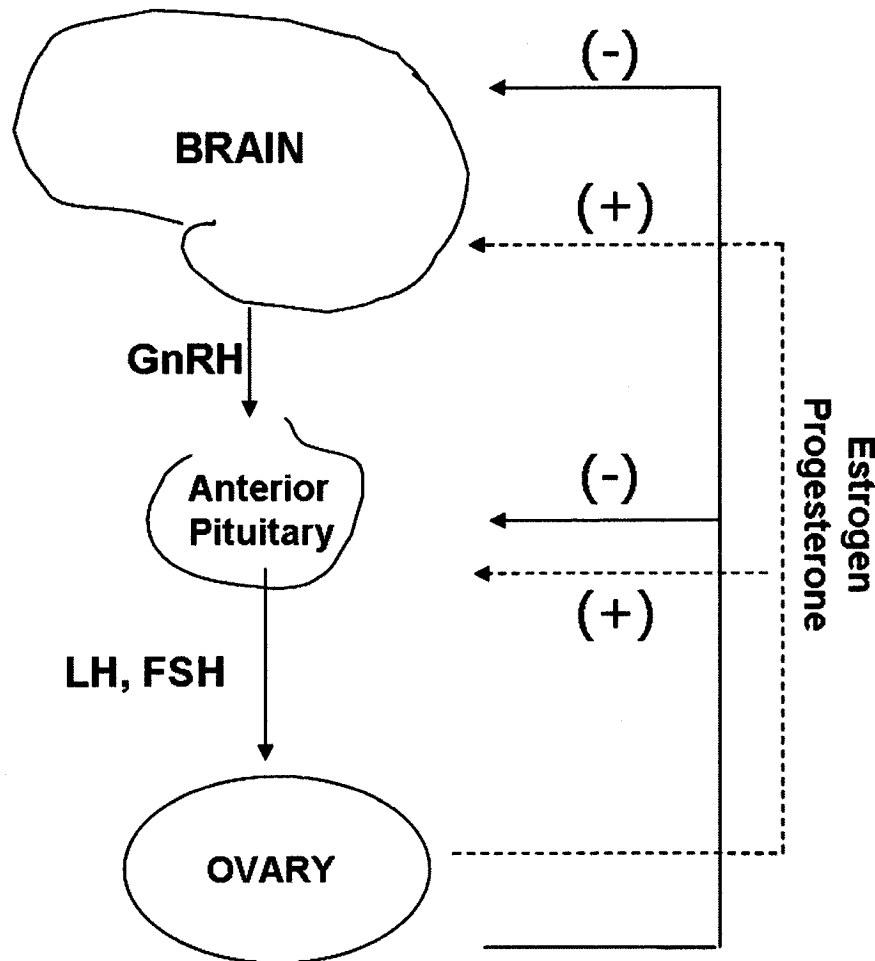 (-)
BRAIN
(+)
GnRH
Anterior
Pituitary
(-)
(+)
Estrogen
Progesterone
LH, FSH
OVARY